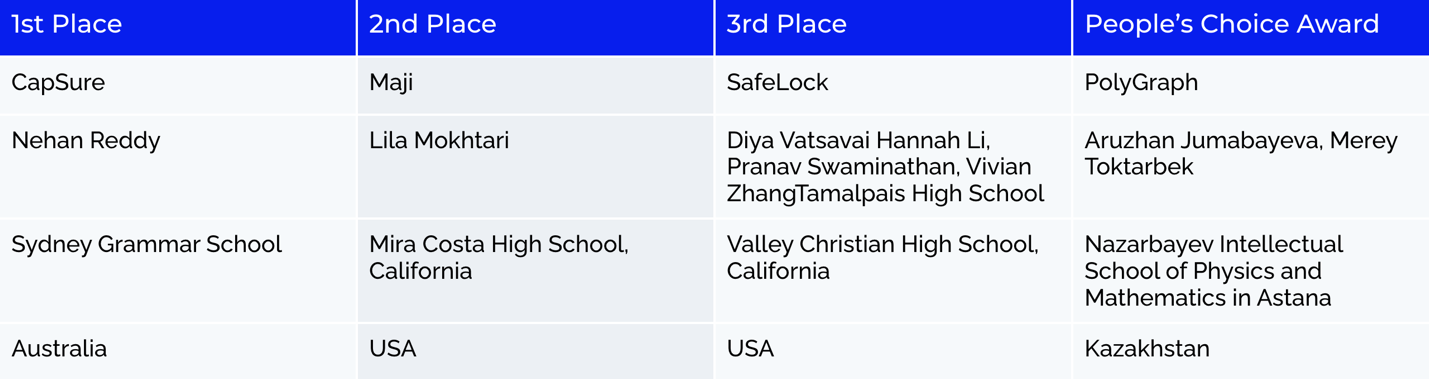 1st Place
2nd Place
3rd Place
People's Choice Award
CapSure
Maji
SafeLock
PolyGraph
Nehan Reddy
Lila Mokhtari
Diya Vatsavai Hannah Li,
Pranav Swaminathan, Vivian
ZhangTamalpais High School
Aruzhan Jumabayeva, Merey
Toktarbek
Sydney Grammar School
Mira Costa High School,
California
Valley Christian High School,
California
Nazarbayev Intellectual
School of Physics and
Mathematics in Astana
Australia
USA
USA
Kazakhstan